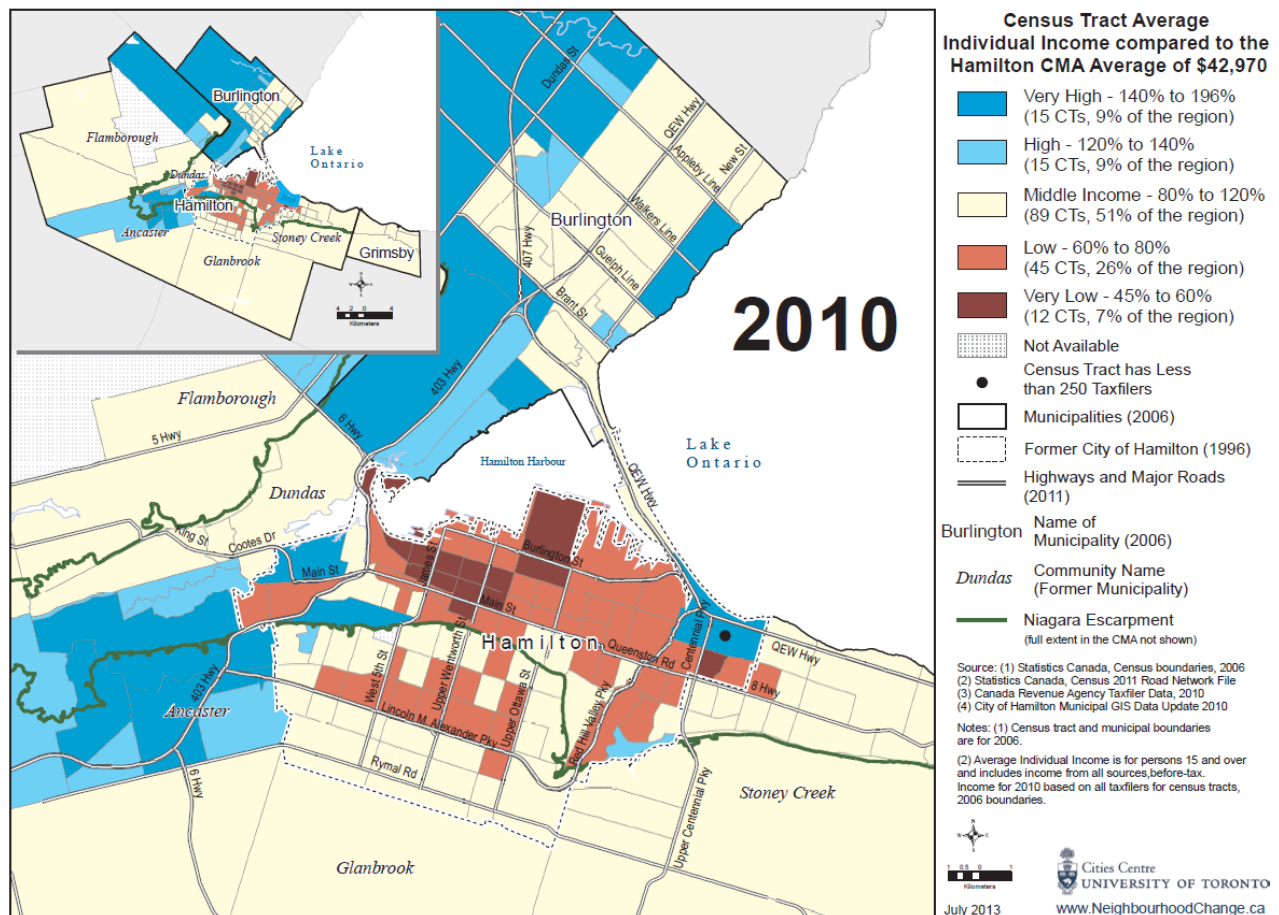 Burlington
Flamborough
Lake
Ontario
Dundas
Hamilton
Ancaster
Stoney Creek
Grimsby
Glanbrook
4 2 0 4
Kilometers
Dundas St
QEW Hwy
Appleby Line
New St
Burlington
Walkers Line
407 Hwy
Guelph Line
Brant St
2010
403 Hwy
Flamborough
6 Hwy
5 Hwy
Lake
Ontario
Hamilton Harbour
QEW Hwy
Dundas
King St
Cootes Dr
Main St
James St
Burlington St
Main St
Hamilton
Queenston Rd
Centennial Pky
QEW Hwy
8 Hwy
403 Hwy
Ancaster
West 5th St
Upper Wentworth St
Upper Ottawa St
Red Hill Valley Pky
Lincoln M. Alexander Pky
6 Hwy
Rymal Rd
Upper Centennial Pky
Stoney Creek
Glanbrook
Census Tract Average
Individual Income compared to the
Hamilton CMA Average of $42,970
Very High - 140% to 196%
(15 CTs, 9% of the region)
High - 120% to 140%
(15 CTs, 9% of the region)
Middle Income - 80% to 120%
(89 CTs, 51% of the region)
Low - 60% to 80%
(45 CTs, 26% of the region)
Very Low - 45% to 60%
(12 CTs, 7% of the region)
Not Available
Census Tract has Less
than 250 Taxfilers
Municipalities (2006)
Former City of Hamilton (1996)
Highways and Major Roads
(2011)
Burlington Name of
Municipality (2006)
Dundas Community Name
(Former Municipality)
Niagara Escarpment
(full extent in the CMA not shown)
Source: (1) Statistics Canada, Census boundaries, 2006
(2) Statistics Canada, Census 2011 Road Network File
(3) Canada Revenue Agency Taxfiler Data, 2010
(4) City of Hamilton Municipal GIS Data Update 2010
Notes: (1) Census tract and municipal boundaries
are for 2006.
(2) Average Individual Income is for persons 15 and over
and includes income from all sources,before-tax.
Income for 2010 based on all taxfilers for census tracts,
2006 boundaries.
1 0.5 0 1
Kilometers
Cities Centre
UNIVERSITY OF TORONTO
July 2013
www.NeighbourhoodChange.ca